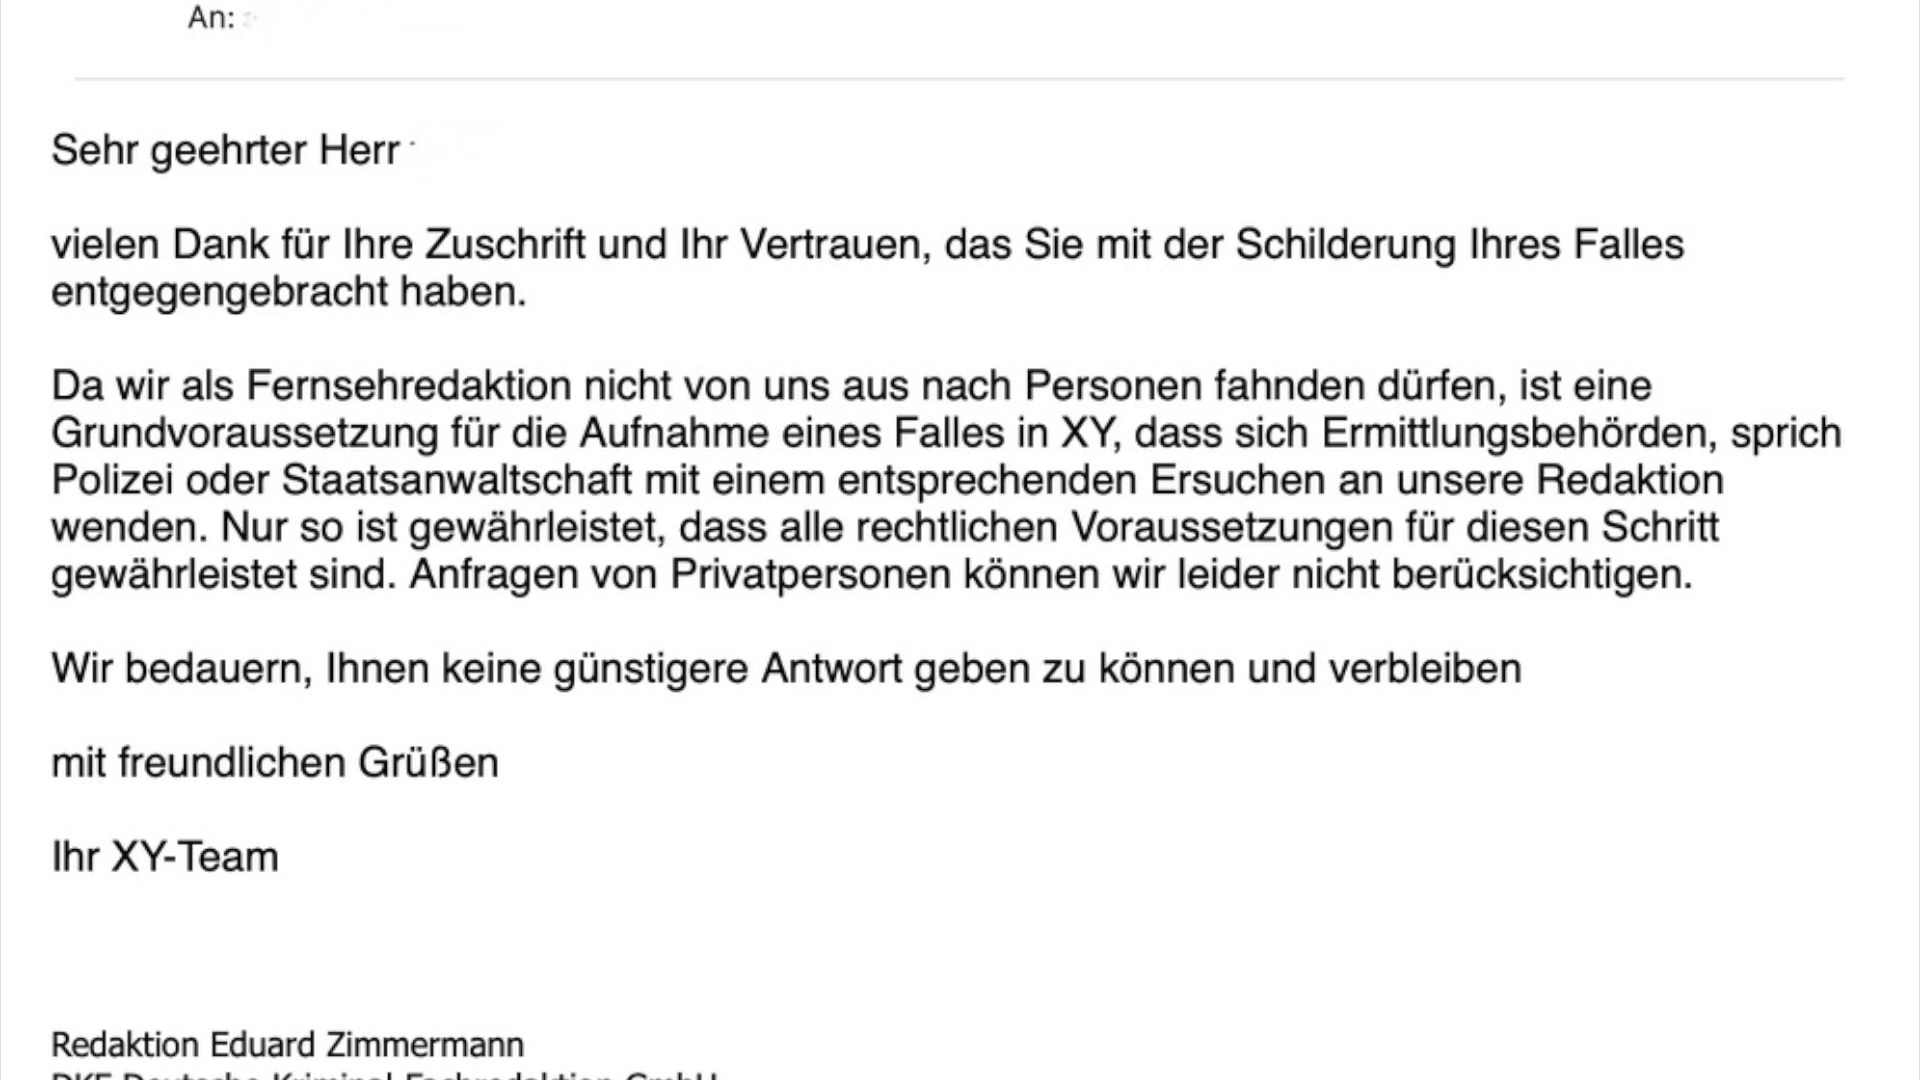 An:
Sehr geehrter Herr
vielen Dank für Ihre Zuschrift und Ihr Vertrauen, das Sie mit der Schilderung Ihres Falles
entgegengebracht haben.
Da wir als Fernsehredaktion nicht von uns aus nach Personen fahnden dürfen, ist eine
Grundvoraussetzung für die Aufnahme eines Falles in XY, dass sich Ermittlungsbehörden, sprich
Polizei oder Staatsanwaltschaft mit einem entsprechenden Ersuchen an unsere Redaktion
wenden. Nur so ist gewährleistet, dass alle rechtlichen Voraussetzungen für diesen Schritt
gewährleistet sind. Anfragen von Privatpersonen können wir leider nicht berücksichtigen.
Wir bedauern, Ihnen keine günstigere Antwort geben zu können und verbleiben
mit freundlichen Grüßen
Ihr XY-Team
Redaktion Eduard Zimmermann
DKF Deutsche Kriminal-Fachredaktion GmbH